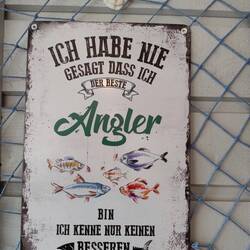 ICH HABE NIE
GESAGT DASS ICH
DER BESTE
Angler
BIN
ICH KENNE NUR KEINEN
BESSEREN